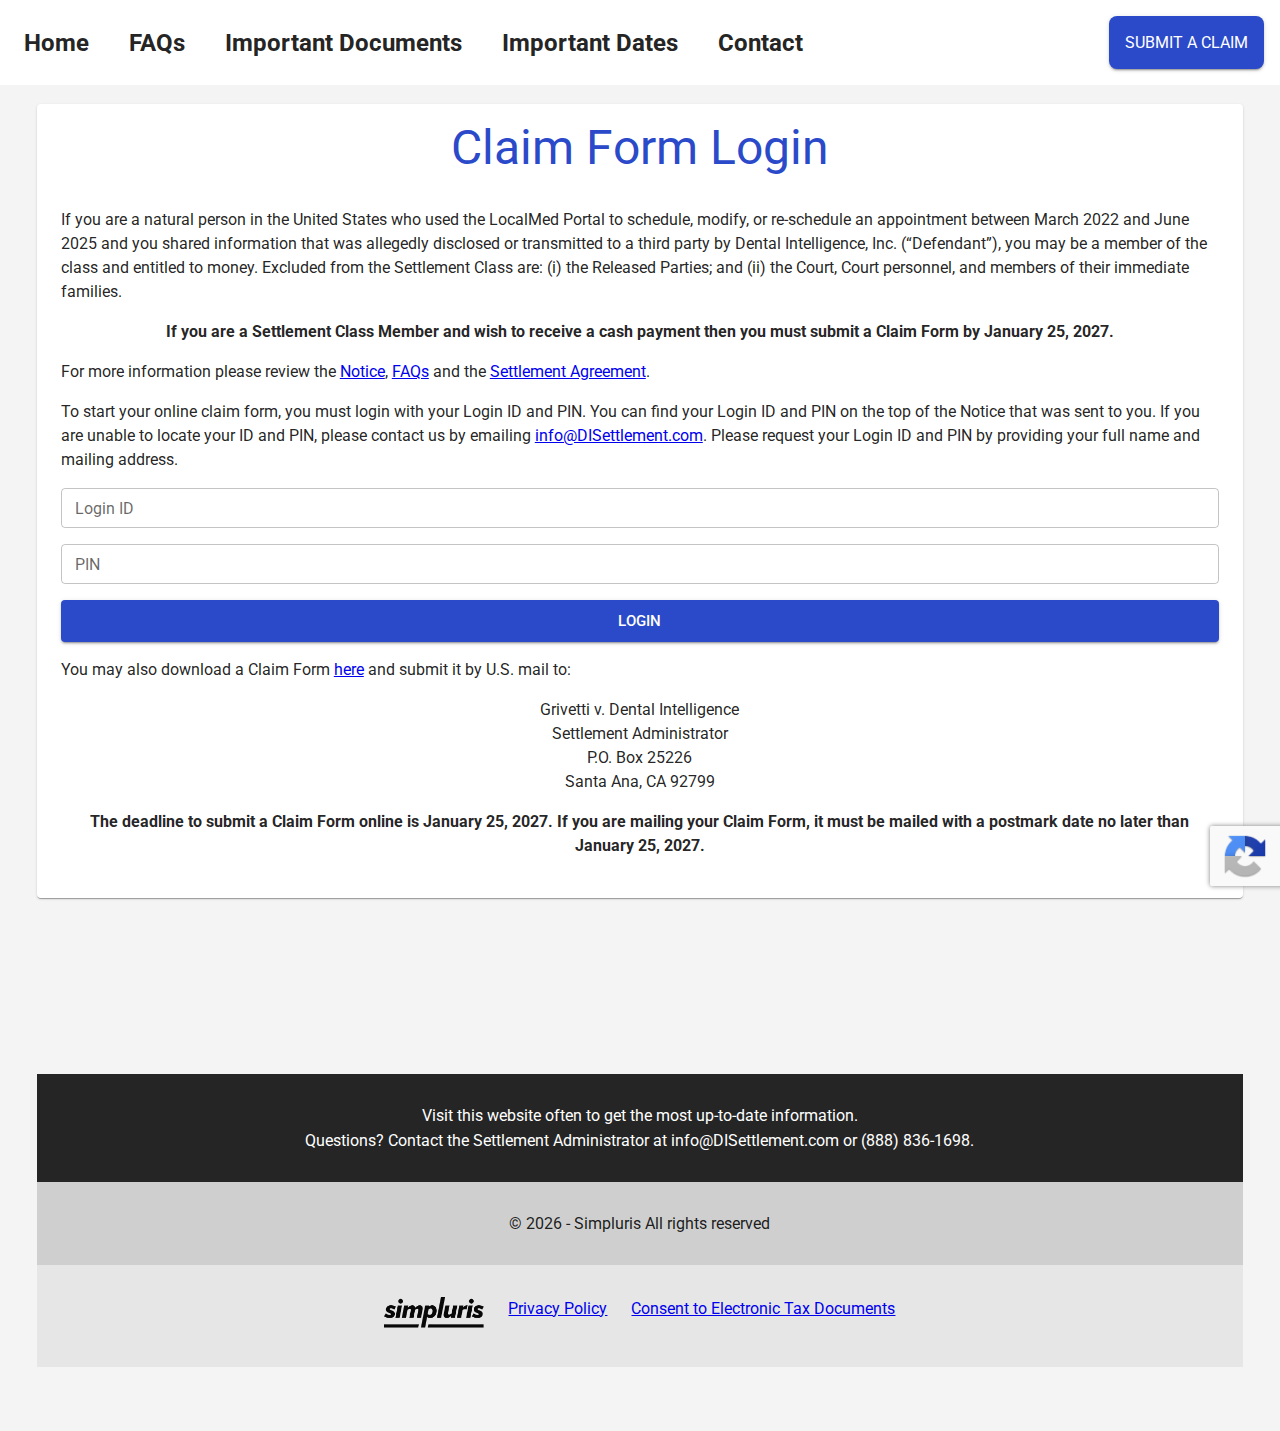 Home FAQs Important Documents Important Dates Contact SUBMIT A CLAIM
Claim Form Login
If you are a natural person in the United States who used the LocalMed Portal to schedule, modify, or re-schedule an appointment between March 2022 and June
2025 and you shared information that was allegedly disclosed or transmitted to a third party by Dental Intelligence, Inc. (“Defendant”), you may be a member of the
class and entitled to money. Excluded from the Settlement Class are: (i) the Released Parties; and (ii) the Court, Court personnel, and members of their immediate
families.
If you are a Settlement Class Member and wish to receive a cash payment then you must submit a Claim Form by January 25, 2027.
For more information please review the Notice, FAQs and the Settlement Agreement.
To start your online claim form, you must login with your Login ID and PIN. You can find your Login ID and PIN on the top of the Notice that was sent to you. If you
are unable to locate your ID and PIN, please contact us by emailing info@DISettlement.com. Please request your Login ID and PIN by providing your full name and
mailing address.
Login ID
PIN
LOGIN
You may also download a Claim Form here and submit it by U.S. mail to:
Grivetti v. Dental Intelligence
Settlement Administrator
P.O. Box 25226
Santa Ana, CA 92799
The deadline to submit a Claim Form online is January 25, 2027. If you are mailing your Claim Form, it must be mailed with a postmark date no later than
January 25, 2027.
Visit this website often to get the most up-to-date information.
Questions? Contact the Settlement Administrator at info@DISettlement.com or (888) 836-1698.
© 2026 - Simpluris All rights reserved
simpluris Privacy Policy Consent to Electronic Tax Documents